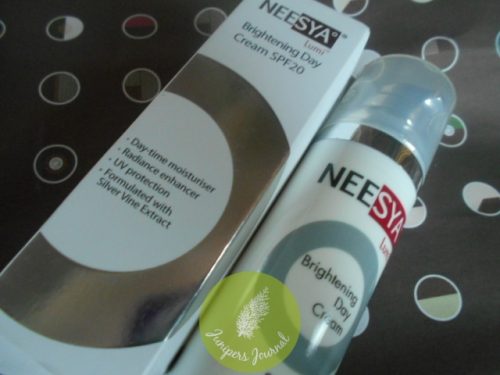 NEESYA®
Lumi
Brightening Day
Cream SPF20
- Day-time moisturiser
- Radiance enhancer
- UV protection
- Formulated with
Silver Vine Extract
NEESYA
Lumi
Brightening
Day
Cream
Junipers Journal